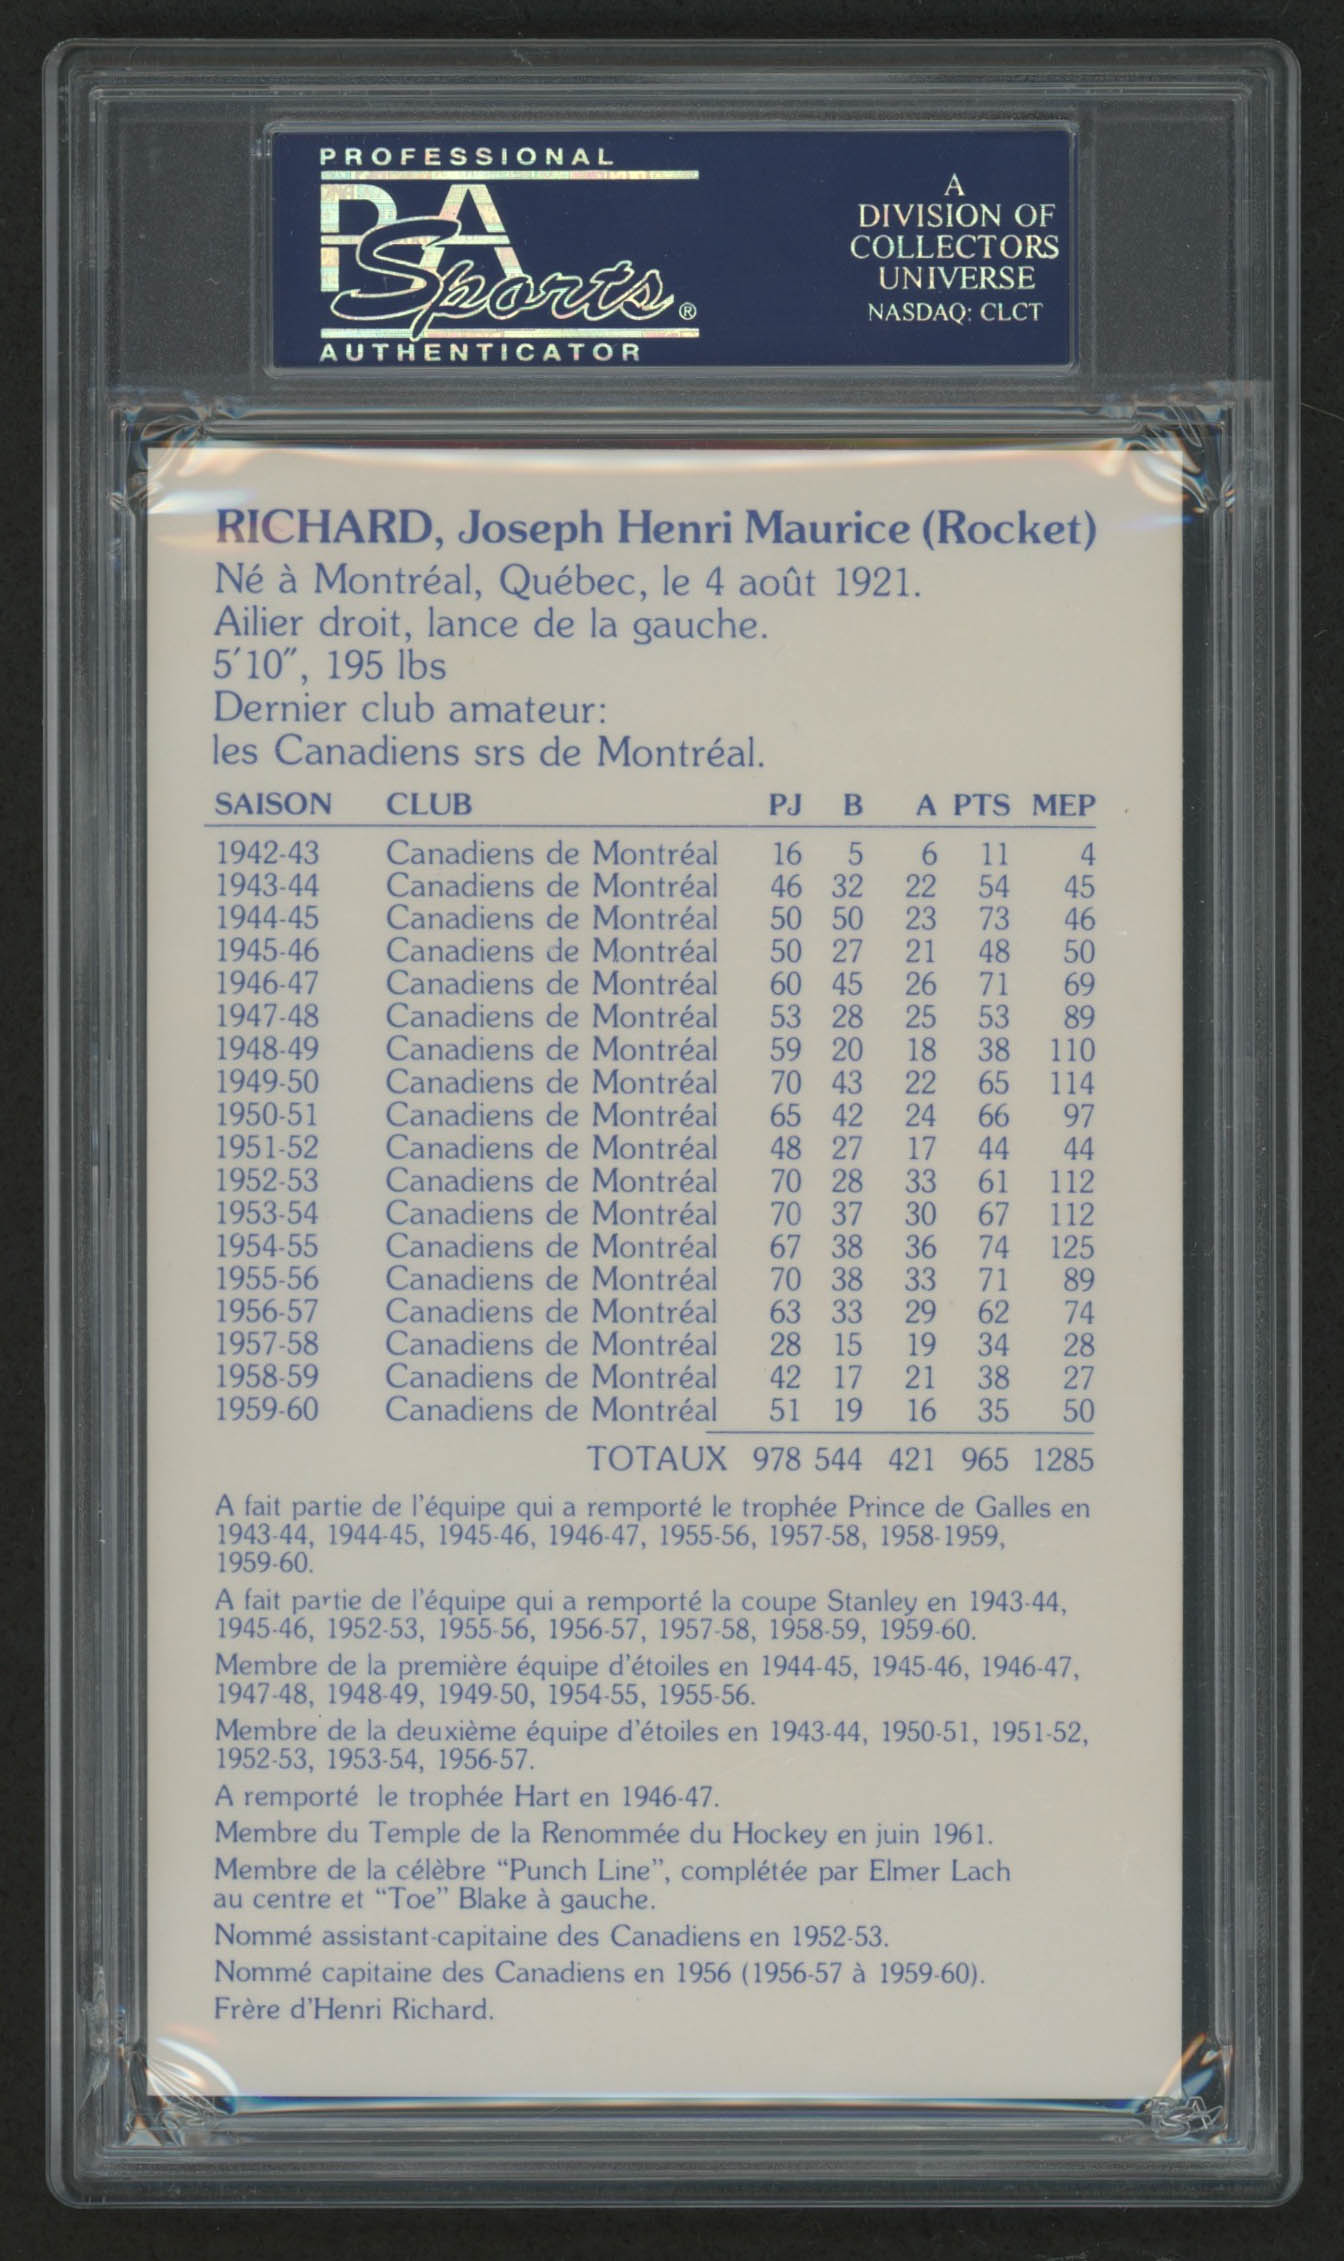 PROFESSIONAL
PSA
Sports®
AUTHENTICATOR
A
DIVISION OF
COLLECTORS
UNIVERSE
NASDAQ: CLCT
RICHARD, Joseph Henri Maurice (Rocket)
Né à Montréal, Québec, le 4 août 1921.
Ailier droit, lance de la gauche.
5′10″, 195 lbs
Dernier club amateur:
les Canadiens srs de Montréal.
SAISON CLUB PJ B A PTS MEP
1942-43 Canadiens de Montréal 16 5 6 11 4
1943-44 Canadiens de Montréal 46 32 22 54 45
1944-45 Canadiens de Montréal 50 50 23 73 46
1945-46 Canadiens de Montréal 50 27 21 48 50
1946-47 Canadiens de Montréal 60 45 26 71 69
1947-48 Canadiens de Montréal 53 28 25 53 89
1948-49 Canadiens de Montréal 59 20 18 38 110
1949-50 Canadiens de Montréal 70 43 22 65 114
1950-51 Canadiens de Montréal 65 42 24 66 97
1951-52 Canadiens de Montréal 48 27 17 44 44
1952-53 Canadiens de Montréal 70 28 33 61 112
1953-54 Canadiens de Montréal 70 37 30 67 112
1954-55 Canadiens de Montréal 67 38 36 74 125
1955-56 Canadiens de Montréal 70 38 33 71 89
1956-57 Canadiens de Montréal 63 33 29 62 74
1957-58 Canadiens de Montréal 28 15 19 34 28
1958-59 Canadiens de Montréal 42 17 21 38 27
1959-60 Canadiens de Montréal 51 19 16 35 50
TOTAUX 978 544 421 965 1285
A fait partie de l'équipe qui a remporté le trophée Prince de Galles en
1943-44, 1944-45, 1945-46, 1946-47, 1955-56, 1957-58, 1958-1959,
1959-60.
A fait partie de l'équipe qui a remporté la coupe Stanley en 1943-44,
1945-46, 1952-53, 1955-56, 1956-57, 1957-58, 1958-59, 1959-60.
Membre de la première équipe d'étoiles en 1944-45, 1945-46, 1946-47,
1947-48, 1948-49, 1949-50, 1954-55, 1955-56.
Membre de la deuxième équipe d'étoiles en 1943-44, 1950-51, 1951-52,
1952-53, 1953-54, 1956-57.
A remporté le trophée Hart en 1946-47.
Membre du Temple de la Renommée du Hockey en juin 1961.
Membre de la célèbre “Punch Line”, complétée par Elmer Lach
au centre et “Toe” Blake à gauche.
Nommé assistant-capitaine des Canadiens en 1952-53.
Nommé capitaine des Canadiens en 1956 (1956-57 à 1959-60).
Frère d'Henri Richard.
PSA